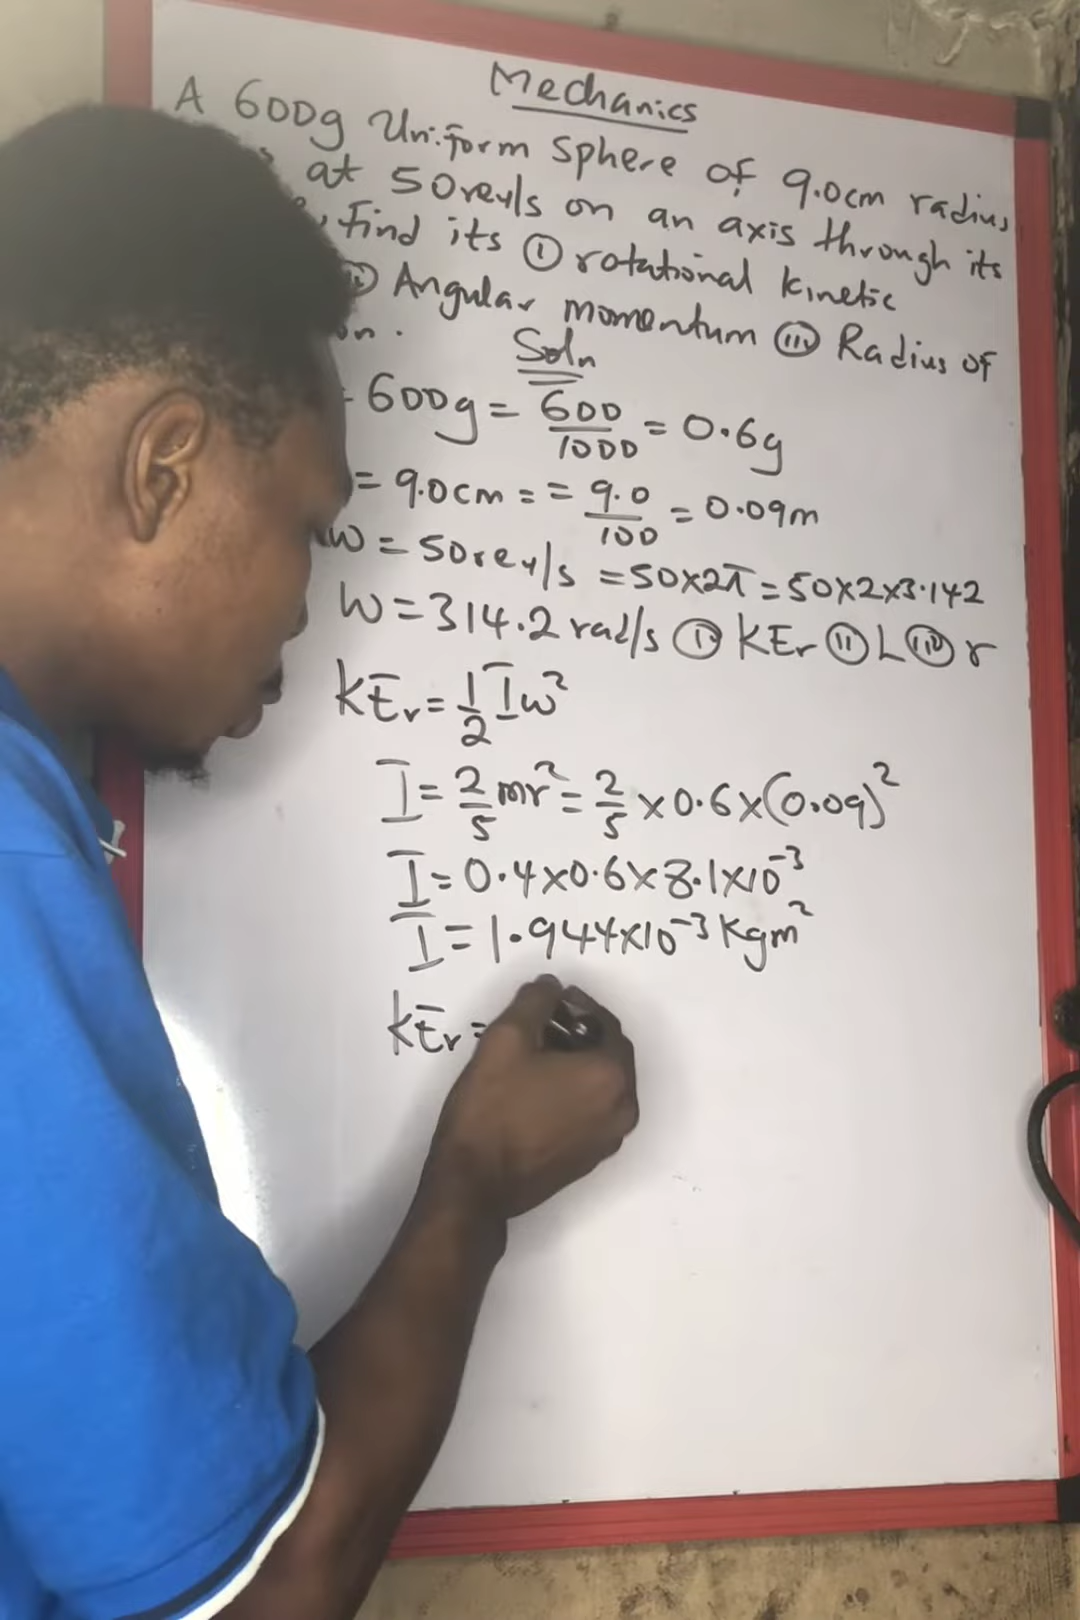 Mechanics
A 600g Uniform Sphere of 9.0cm radius
at 50rev/s on an axis through its
Find its (i) rotational kinetic
Angular momentum (iii) Radius of
on.
Soln
600g = 600/1000 = 0.6g
= 9.0cm = = 9.0/100 = 0.09m
W = 50rev/s = 50×2π = 50×2×3.142
W = 314.2 rad/s (i) KEr (ii) L (iii) r
KEr = 1/2 Iw²
I = 2/5 mr² = 2/5 × 0.6 × (0.09)²
I = 0.4×0.6×8.1×10⁻³
I = 1.944×10⁻³ Kgm²
KEr =